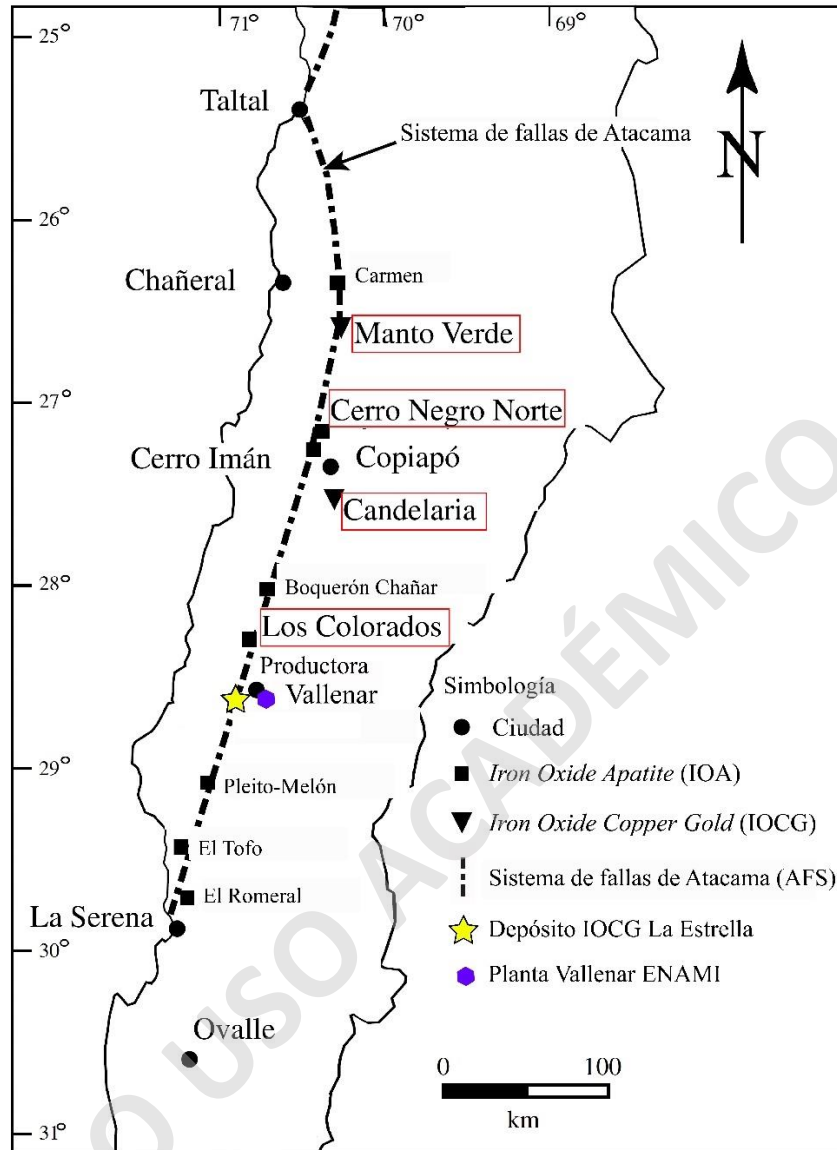 71°
70°
69°
25°
Taltal
Sistema de fallas de Atacama
N
26°
Chañeral
Carmen
Manto Verde
27°
Cerro Negro Norte
Cerro Imán
Copiapó
Candelaria
28°
Boquerón Chañar
Los Colorados
Productora
Vallenar
Simbología
Ciudad
29°
Iron Oxide Apatite (IOA)
Pleito-Melón
Iron Oxide Copper Gold (IOCG)
El Tofo
Sistema de fallas de Atacama (AFS)
El Romeral
La Serena
Depósito IOCG La Estrella
30°
Planta Vallenar ENAMI
Ovalle
0 100
km
31°
O USO ACADÉMICO